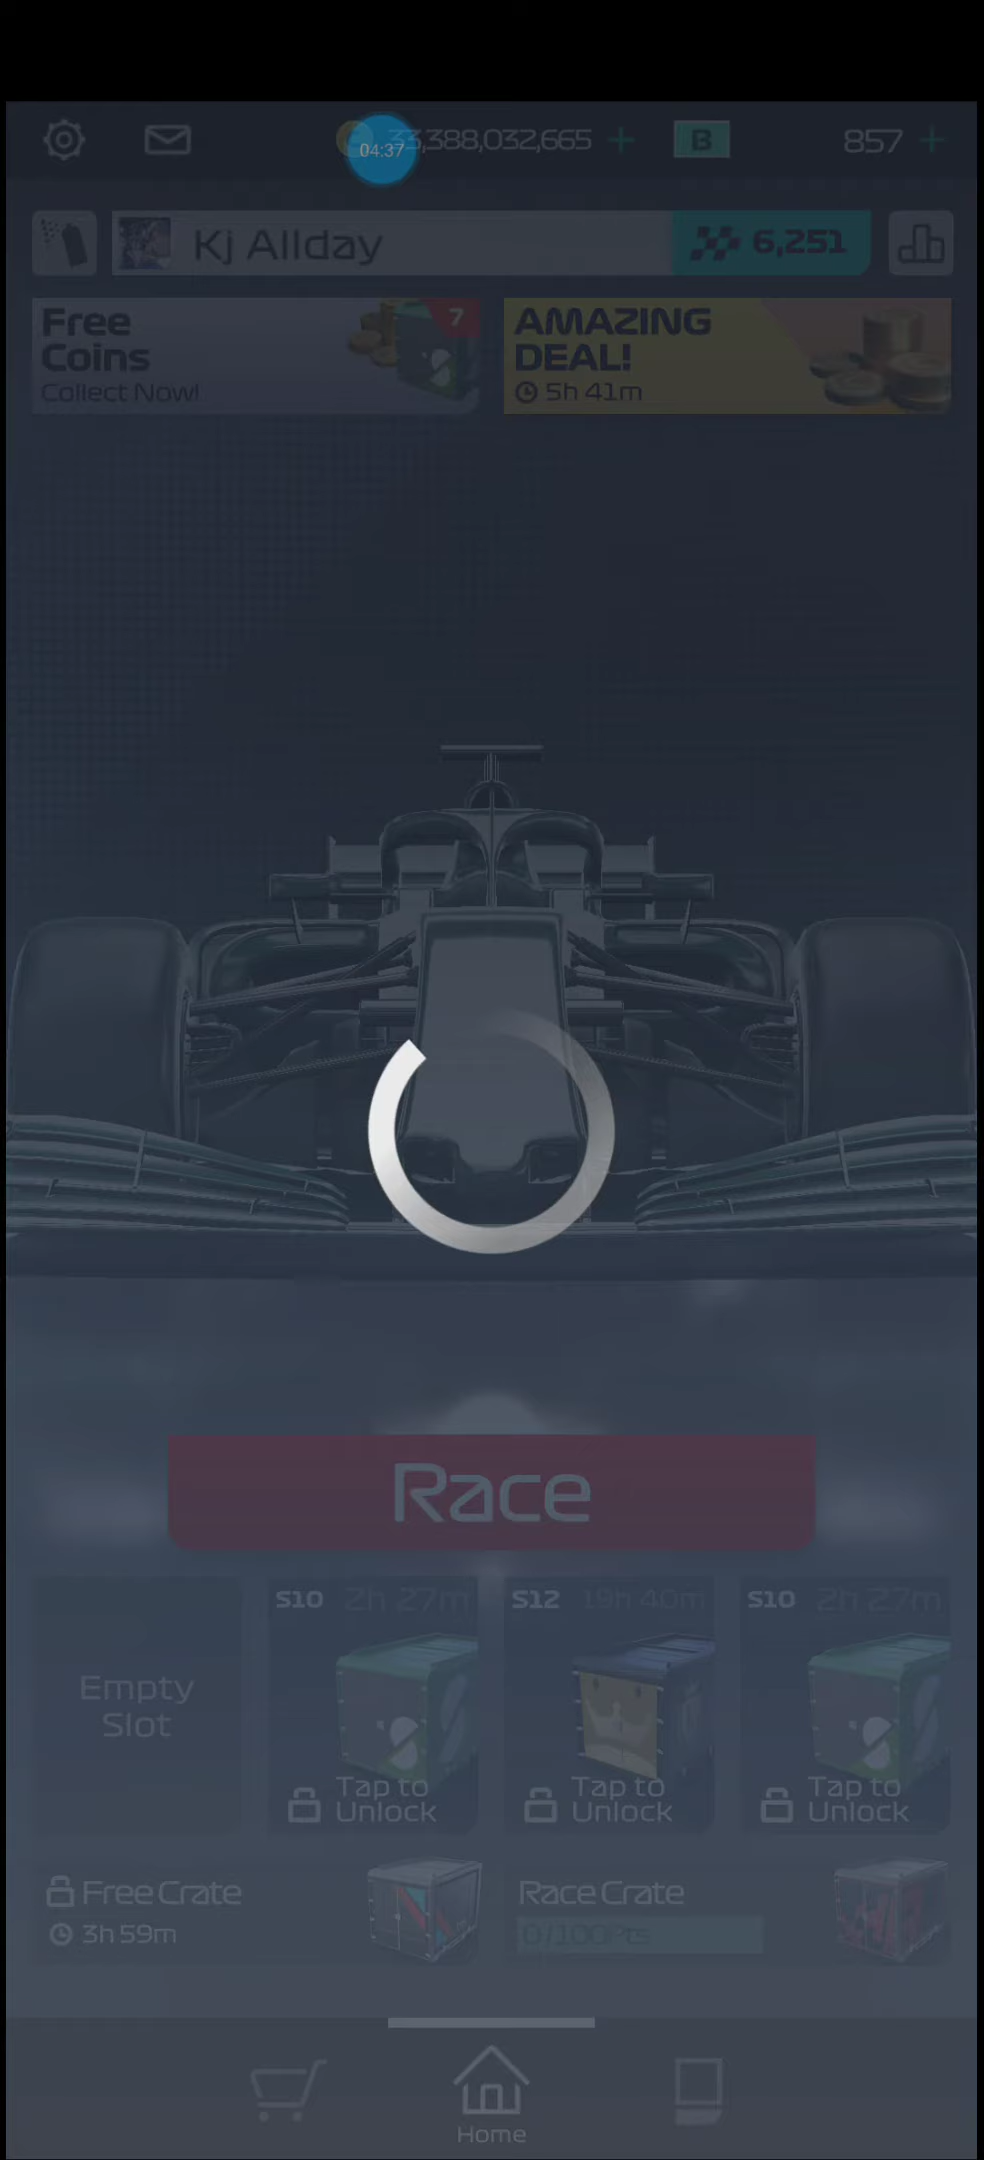 04:37
33,388,032,665 +
B
857 +
Kj Allday
6,251
Free
Coins
Collect Now!
7
AMAZING
DEAL!
5h 41m
Race
Empty
Slot
S10 2h 27m
Tap to
Unlock
S12 19h 40m
Tap to
Unlock
S10 2h 27m
Tap to
Unlock
Free Crate
3h 59m
Race Crate
0/100Pts
Home